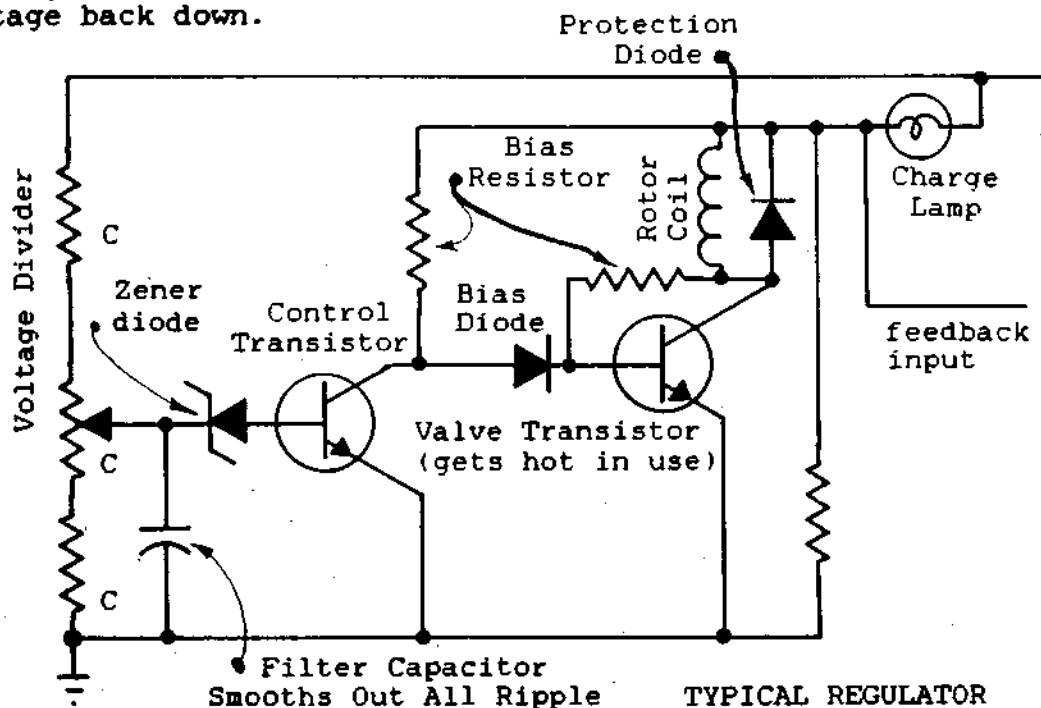 tage back down.
Protection
Diode
Bias
Resistor
Rotor
Coil
Charge
Lamp
Voltage Divider
C
Zener
diode
Control
Transistor
Bias
Diode
feedback
input
C
Valve Transistor
(gets hot in use)
C
Filter Capacitor
Smooths Out All Ripple
TYPICAL REGULATOR